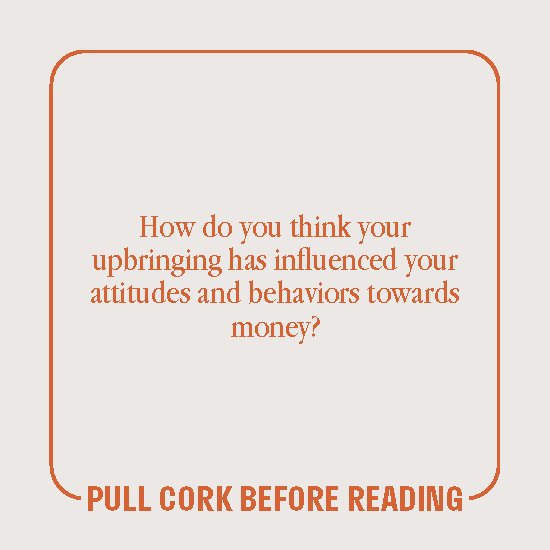 How do you think your
upbringing has influenced your
attitudes and behaviors towards
money?
PULL CORK BEFORE READING